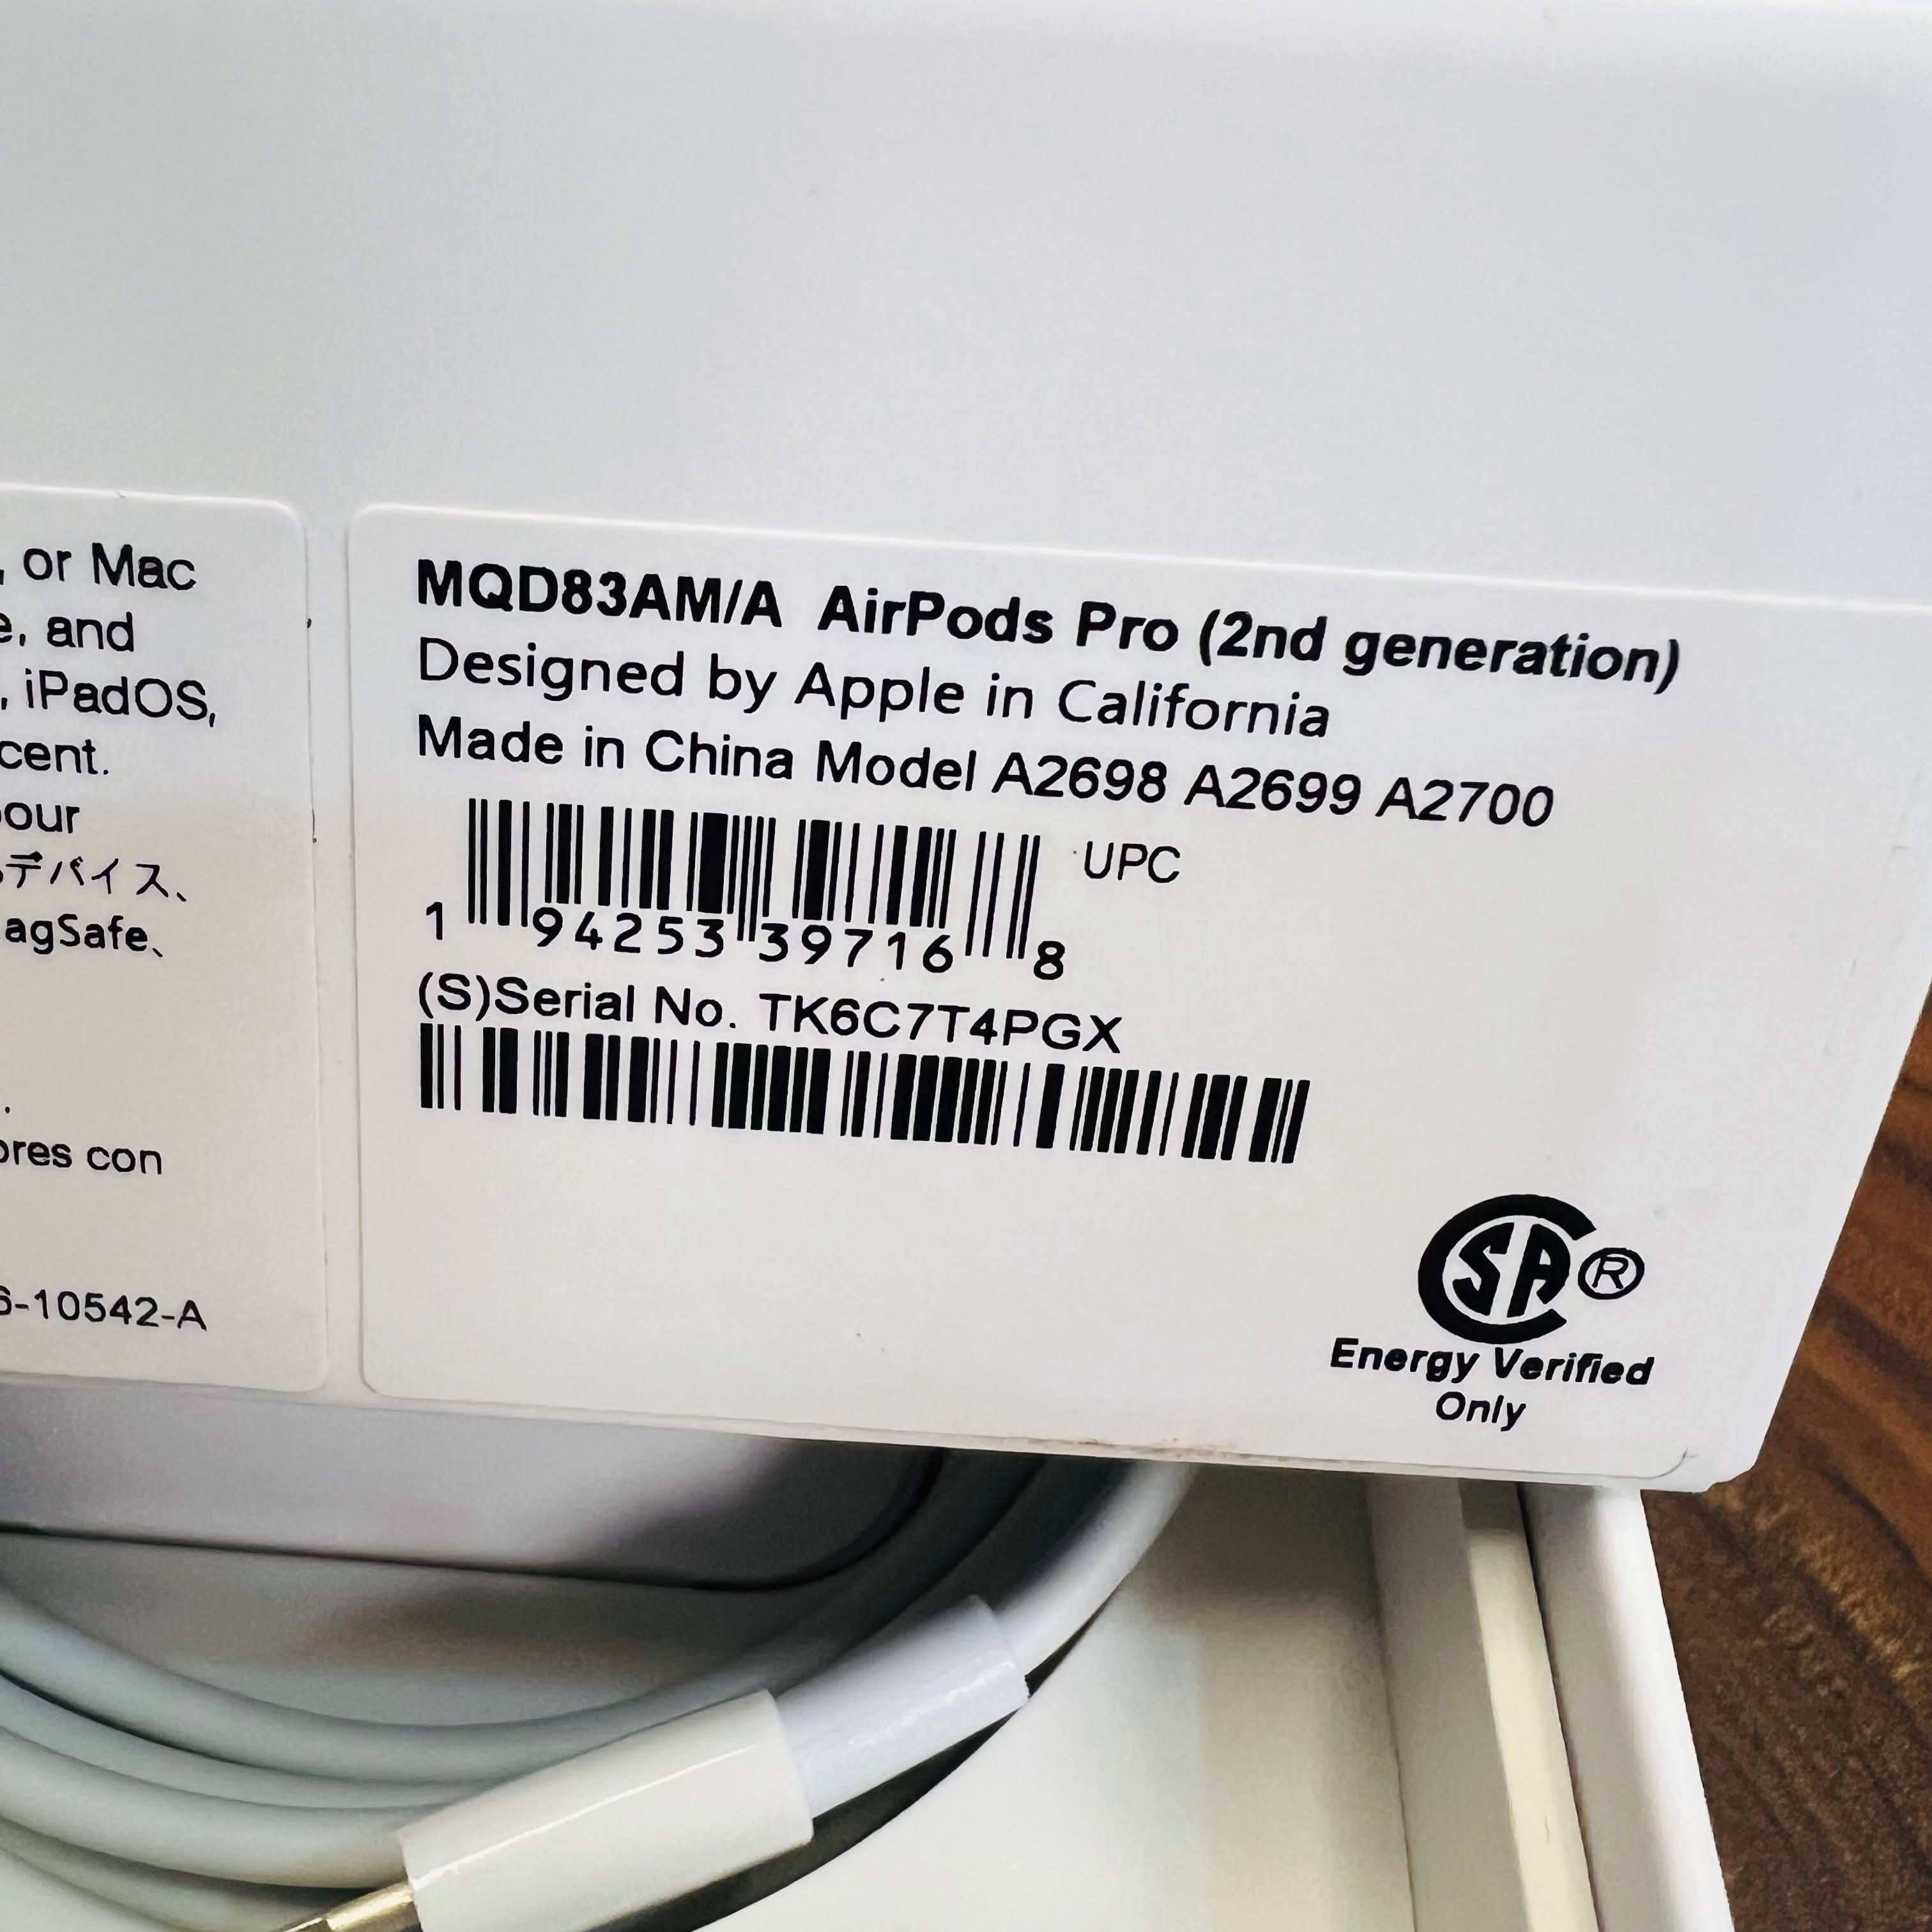 , or Mac
, and
, iPadOS,
cent.
our
デバイス、
agSafe、
.
ores con
6-10542-A
MQD83AM/A AirPods Pro (2nd generation)
Designed by Apple in California
Made in China Model A2698 A2699 A2700
UPC
1 94253 39716 8
(S)Serial No. TK6C7T4PGX
CSA®
Energy Verified
Only